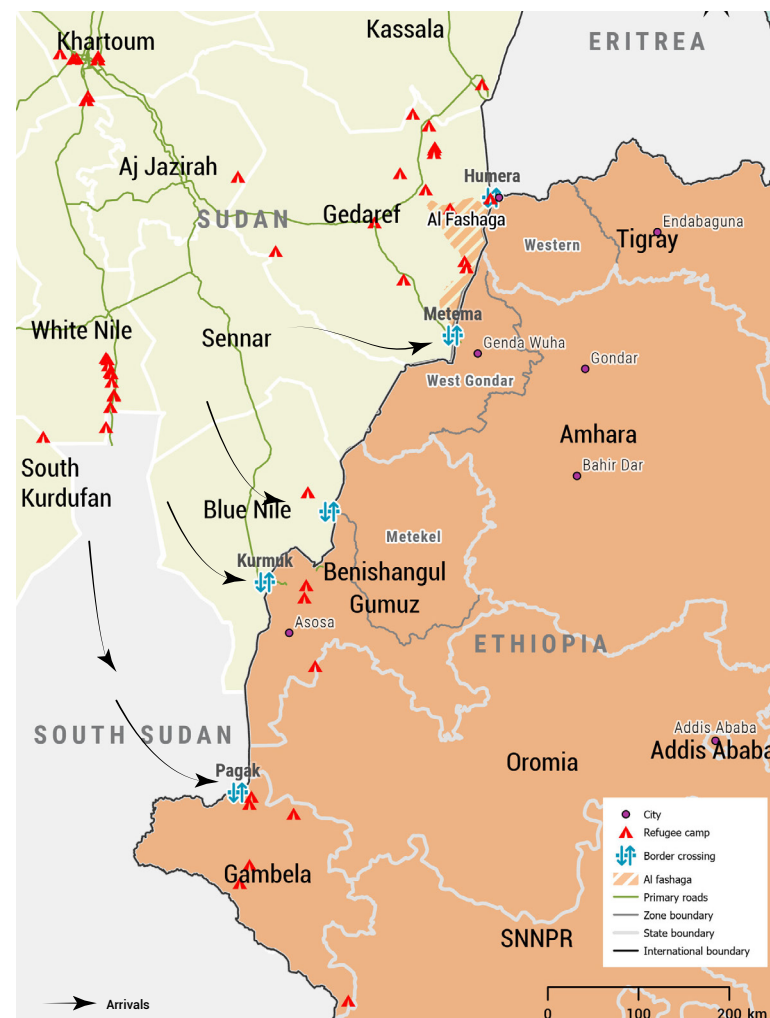 Khartoum
Kassala
ERITREA
Aj Jazirah
Humera
SUDAN
Gedaref
Al Fashaga
Endabaguna
Western
Tigray
Metema
White Nile
Sennar
Genda Wuha
Gondar
West Gondar
Amhara
Bahir Dar
South
Kurdufan
Blue Nile
Metekel
Kurmuk
Benishangul
Gumuz
Asosa
ETHIOPIA
SOUTH SUDAN
Addis Ababa
Addis Ababa
Oromia
Pagak
Gambela
SNNPR
City
Refugee camp
Border crossing
Al fashaga
Primary roads
Zone boundary
State boundary
International boundary
Arrivals
0 100 200 km